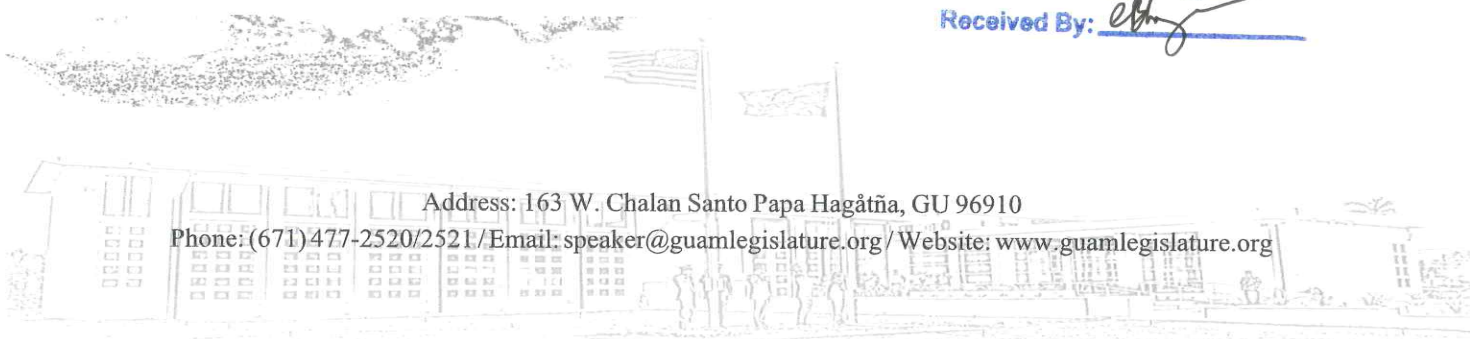 Received By:
Address: 163 W. Chalan Santo Papa Hagåtña, GU 96910
Phone: (671) 477-2520/2521 / Email: speaker@guamlegislature.org / Website: www.guamlegislature.org